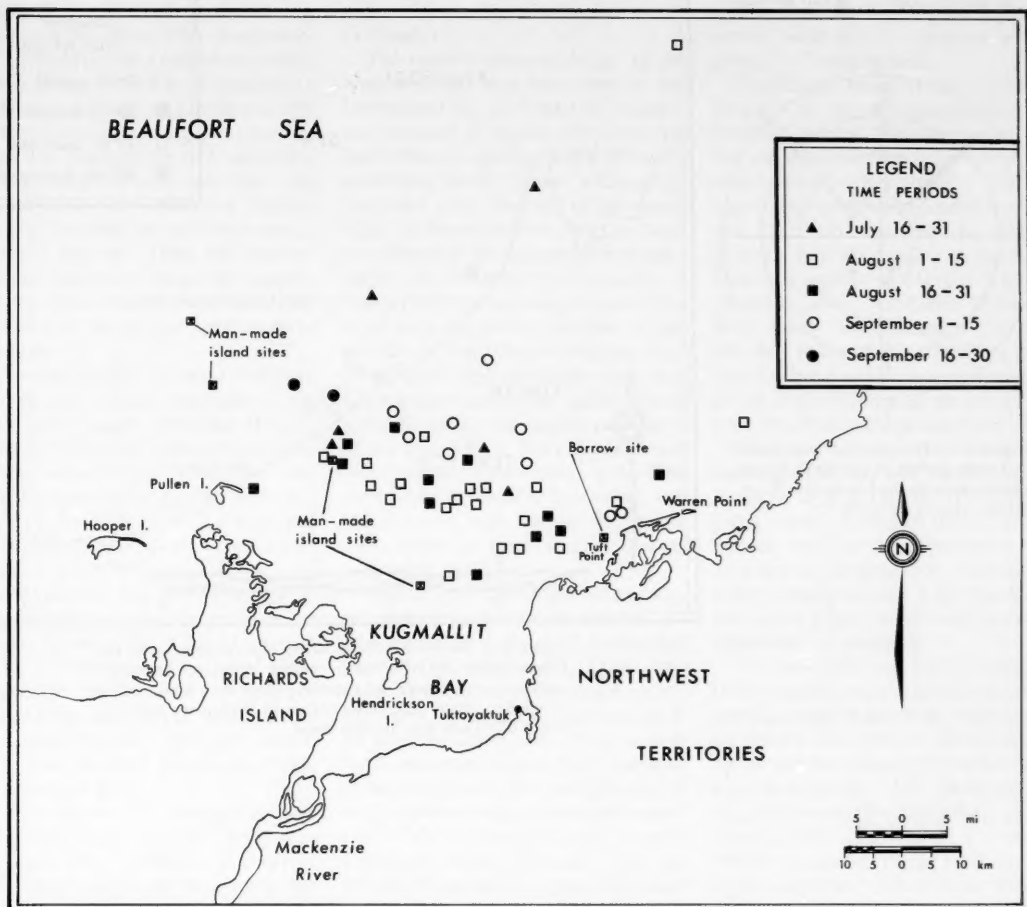 BEAUFORT SEA
LEGEND
TIME PERIODS
July 16-31
August 1-15
August 16-31
September 1-15
September 16-30
Man-made
island sites
Borrow site
Pullen I.
Warren Point
Hooper I.
Man-made
island sites
Tuft
Point
N
KUGMALLIT
BAY
RICHARDS
ISLAND
Hendrickson
I.
Tuktoyaktuk
NORTHWEST
TERRITORIES
Mackenzie
River
5 0 5 mi
10 5 0 5 10 km